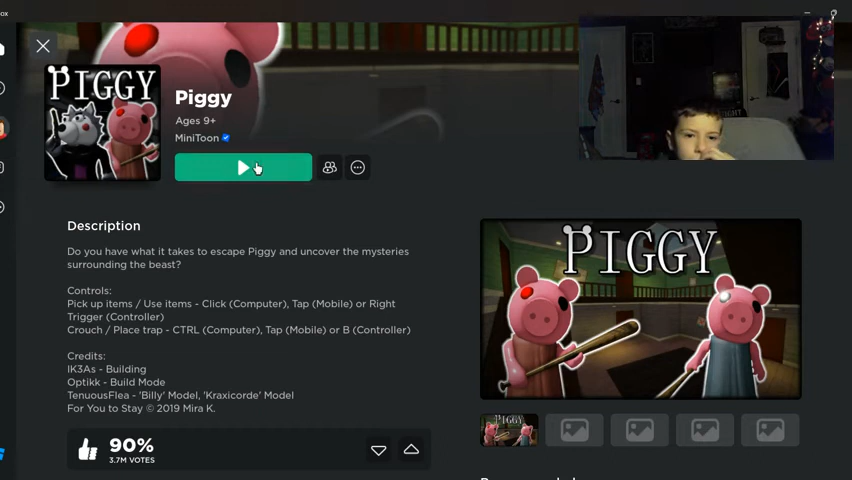 ox
PIGGY
Piggy
Ages 9+
MiniToon
Description
Do you have what it takes to escape Piggy and uncover the mysteries
surrounding the beast?
Controls:
Pick up items / Use items - Click (Computer), Tap (Mobile) or Right
Trigger (Controller)
Crouch / Place trap - CTRL (Computer), Tap (Mobile) or B (Controller)
Credits:
IK3As - Building
Optikk - Build Mode
TenuousFlea - 'Billy' Model, 'Kraxicorde' Model
For You to Stay © 2019 Mira K.
90%
3.7M VOTES
PIGGY
PIGGY